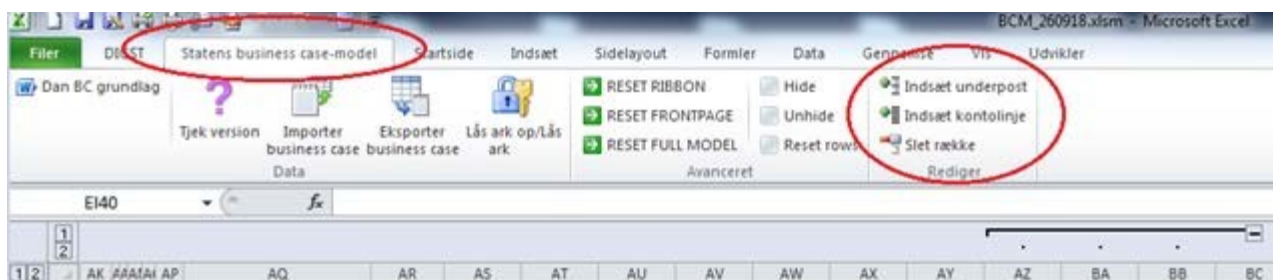 BCM_260918.xlsm - Microsoft Excel
Filer DIGST Statens business case-model Startside Indsæt Sidelayout Formler Data Gennemse Vis Udvikler
Dan BC grundlag
Tjek version
Importer business case
Eksporter business case
Lås ark op/Lås ark
Data
RESET RIBBON
RESET FRONTPAGE
RESET FULL MODEL
Hide
Unhide
Reset rows
Avanceret
Indsæt underpost
Indsæt kontolinje
Slet række
Rediger
EI40 fx
1
2
1 2 AK AP AQ AR AS AT AU AV AW AX AY AZ BA BB BC